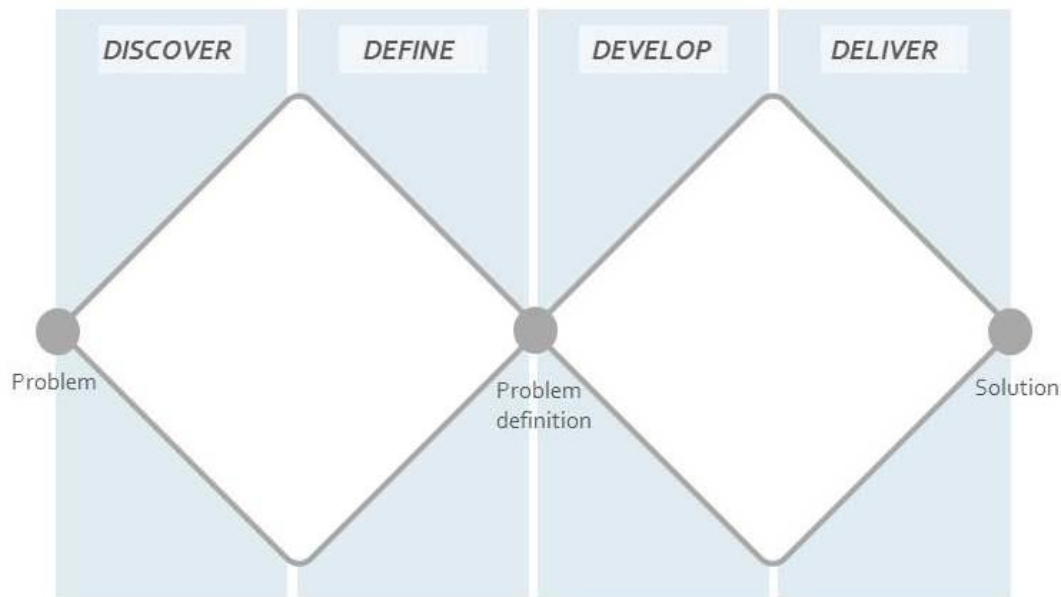 DISCOVER
DEFINE
DEVELOP
DELIVER
Problem
Problem
definition
Solution